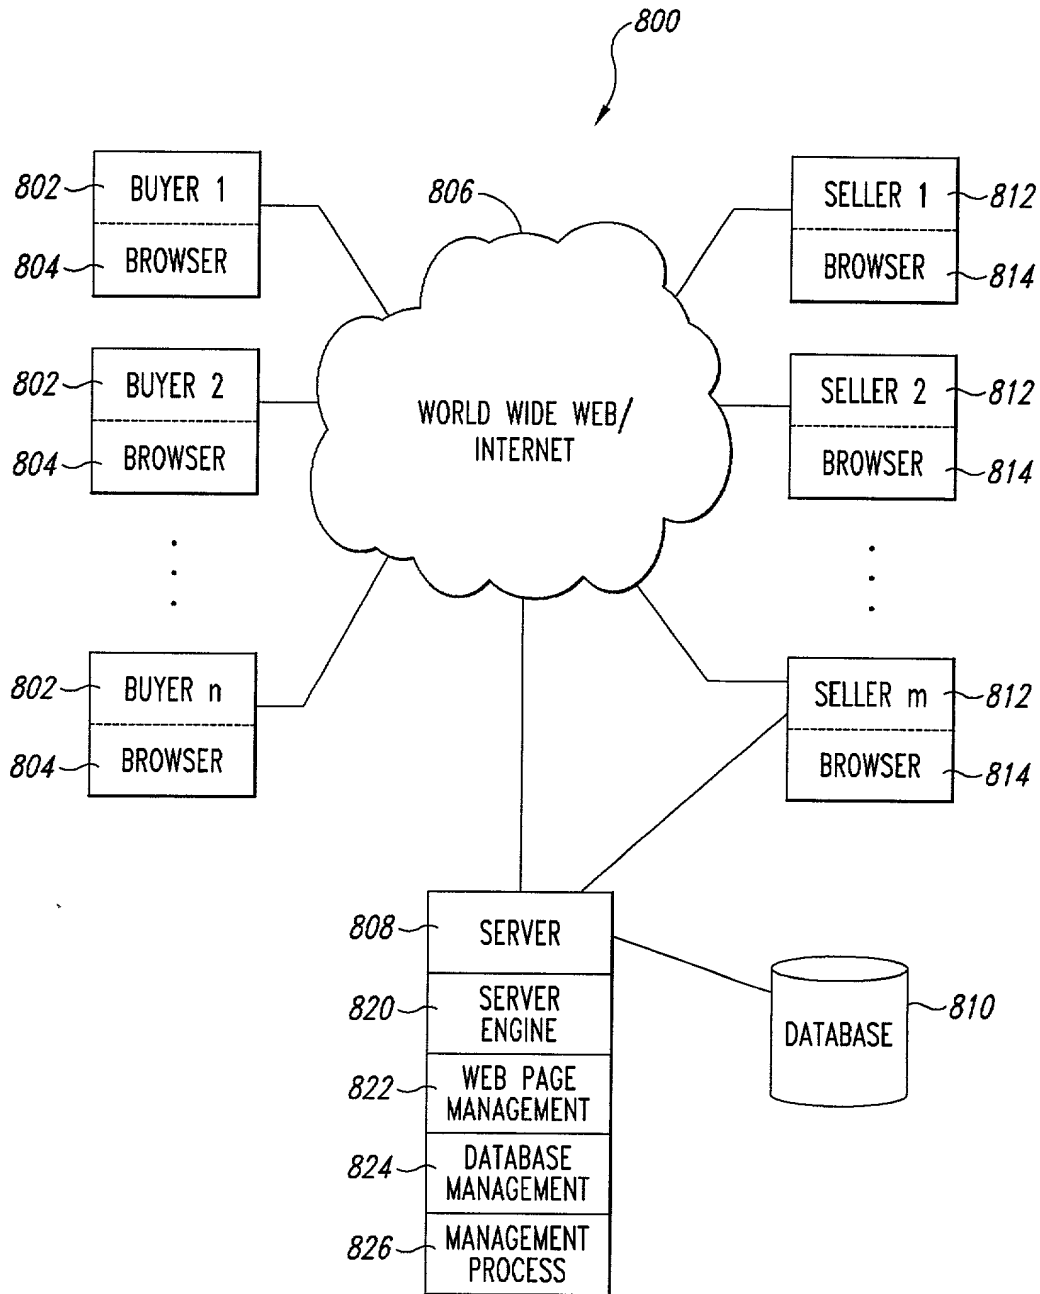 800
802
BUYER 1
804
BROWSER
806
SELLER 1
812
BROWSER
814
802
BUYER 2
804
BROWSER
WORLD WIDE WEB/
INTERNET
SELLER 2
812
BROWSER
814
802
BUYER n
804
BROWSER
SELLER m
812
BROWSER
814
808
SERVER
820
SERVER
ENGINE
822
WEB PAGE
MANAGEMENT
824
DATABASE
MANAGEMENT
826
MANAGEMENT
PROCESS
DATABASE
810